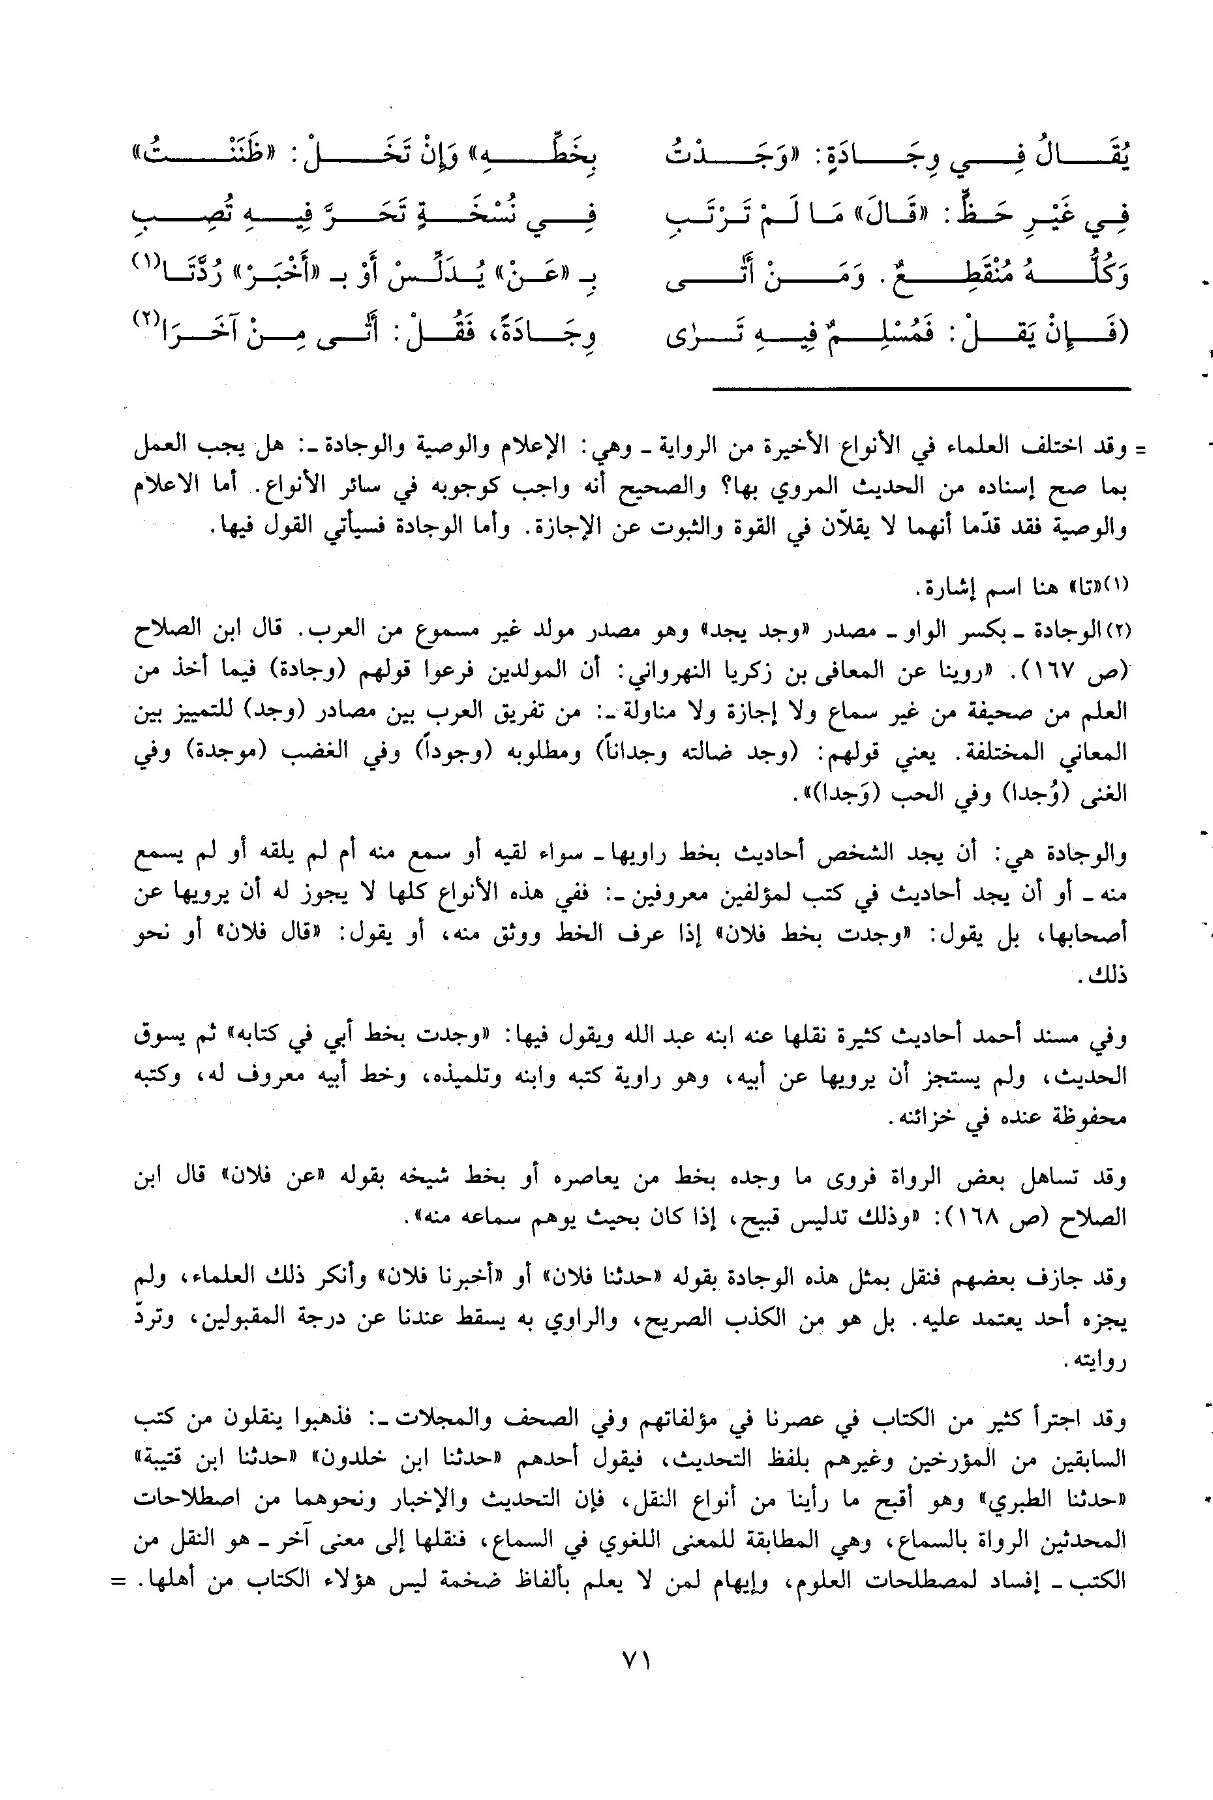 يُقَالُ فِي وِجَادَةٍ: «وَجَدْتُ بِخَطِّهِ» وَإِنْ تَخَلْ: «ظَنَنْتُ»
فِي غَيْرِ حَظٍّ: «قَالَ» مَا لَمْ تَرْتَبِ فِي نُسْخَةٍ تَحَرَّ فِيهِ تُصِبِ
وَكُلُّهُ مُنْقَطِعٌ. وَمَنْ أَتَى بِـ «عَنْ» يُدَلِّسْ أَوْ بِـ «أَخْبَرْ» رُدَّتَا(١)
(فَإِنْ يَقُلْ: فَمُسْلِمٌ فِيهِ تَرَى وِجَادَةً، فَقُلْ: أَتَى مِنْ آخَرَا(٢)
= وقد اختلف العلماء في الأنواع الأخيرة من الرواية ـ وهي: الإعلام والوصية والوجادة ـ: هل يجب العمل
بما صح إسناده من الحديث المروي بها؟ والصحيح أنه واجب كوجوبه في سائر الأنواع. أما الاعلام
والوصية فقد قدّما أنهما لا يقلاّن في القوة والثبوت عن الإجازة. وأما الوجادة فسيأتي القول فيها.
(١) «تا» هنا اسم إشارة.
(٢) الوجادة ـ بكسر الواو ـ مصدر «وجد يجد» وهو مصدر مولد غير مسموع من العرب. قال ابن الصلاح
(ص ١٦٧). «روينا عن المعافى بن زكريا النهرواني: أن المولدين فرعوا قولهم (وجادة) فيما أخذ من
العلم من صحيفة من غير سماع ولا إجازة ولا مناولة ـ: من تفريق العرب بين مصادر (وجد) للتمييز بين
المعاني المختلفة. يعني قولهم: (وجد ضالته وجداناً) ومطلوبه (وجوداً) وفي الغضب (موجدة) وفي
الغنى (وُجدا) وفي الحب (وَجدا)».
والوجادة هي: أن يجد الشخص أحاديث بخط راويها ـ سواء لقيه أو سمع منه أم لم يلقه أو لم يسمع
منه ـ أو أن يجد أحاديث في كتب لمؤلفين معروفين ـ: ففي هذه الأنواع كلها لا يجوز له أن يرويها عن
أصحابها، بل يقول: «وجدت بخط فلان» إذا عرف الخط ووثق منه، أو يقول: «قال فلان» أو نحو
ذلك.
وفي مسند أحمد أحاديث كثيرة نقلها عنه ابنه عبد الله ويقول فيها: «وجدت بخط أبي في كتابه» ثم يسوق
الحديث، ولم يستجز أن يرويها عن أبيه، وهو راوية كتبه وابنه وتلميذه، وخط أبيه معروف له، وكتبه
محفوظة عنده في خزائنه.
وقد تساهل بعض الرواة فروى ما وجده بخط من يعاصره أو بخط شيخه بقوله «عن فلان» قال ابن
الصلاح (ص ١٦٨): «وذلك تدليس قبيح، إذا كان بحيث يوهم سماعه منه».
وقد جازف بعضهم فنقل بمثل هذه الوجادة بقوله «حدثنا فلان» أو «أخبرنا فلان» وأنكر ذلك العلماء، ولم
يجزه أحد يعتمد عليه. بل هو من الكذب الصريح، والراوي به يسقط عندنا عن درجة المقبولين، وتردّ
روايته.
وقد اجترأ كثير من الكتاب في عصرنا في مؤلفاتهم وفي الصحف والمجلات ـ: فذهبوا ينقلون من كتب
السابقين من المؤرخين وغيرهم بلفظ التحديث، فيقول أحدهم «حدثنا ابن خلدون» «حدثنا ابن قتيبة»
«حدثنا الطبري» وهو أقبح ما رأينا من أنواع النقل، فإن التحديث والإخبار ونحوهما من اصطلاحات
المحدثين الرواة بالسماع، وهي المطابقة للمعنى اللغوي في السماع، فنقلها إلى معنى آخر ـ هو النقل من
الكتب ـ إفساد لمصطلحات العلوم، وإيهام لمن لا يعلم بألفاظ ضخمة ليس هؤلاء الكتاب من أهلها. =
٧١